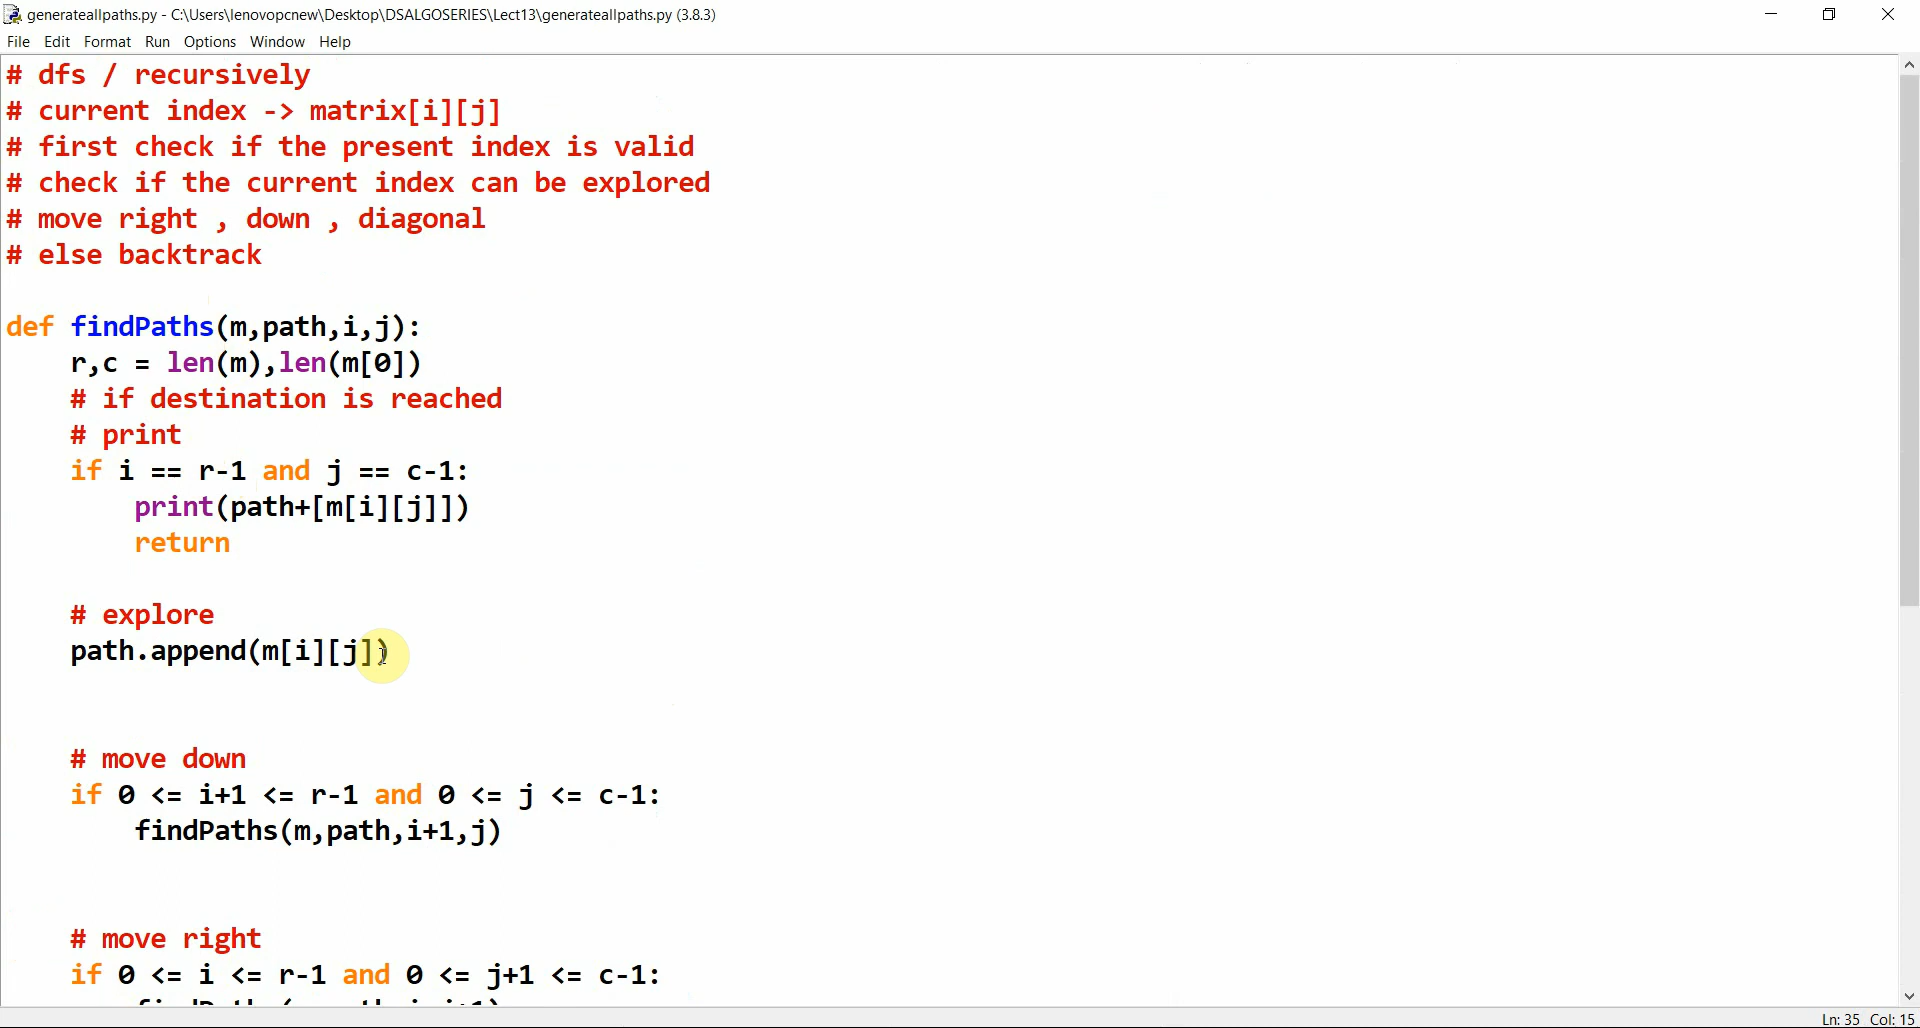 generateallpaths.py - C:\Users\lenovopcnew\Desktop\DSALGOSERIES\Lect13\generateallpaths.py (3.8.3)
File Edit Format Run Options Window Help
# dfs / recursively
# current index -> matrix[i][j]
# first check if the present index is valid
# check if the current index can be explored
# move right , down , diagonal
# else backtrack
def findPaths(m,path,i,j):
r,c = len(m),len(m[0])
# if destination is reached
# print
if i == r-1 and j == c-1:
print(path+[m[i][j]])
return
# explore
path.append(m[i][j])
# move down
if 0 <= i+1 <= r-1 and 0 <= j <= c-1:
findPaths(m,path,i+1,j)
# move right
if 0 <= i <= r-1 and 0 <= j+1 <= c-1:
Ln: 35 Col: 15